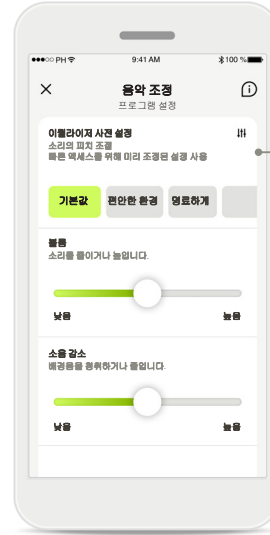 PH 9:41 AM 100 %
음악 조정
프로그램 설정
이퀄라이저 사전 설정
소리의 피치 조절
빠른 액세스를 위해 미리 조정된 설정 사용
기본값 편안한 환경 명료하게
볼륨
소리를 줄이거나 높입니다.
낮음 높음
소음 감소
배경음을 청취하거나 줄입니다.
낮음 높음